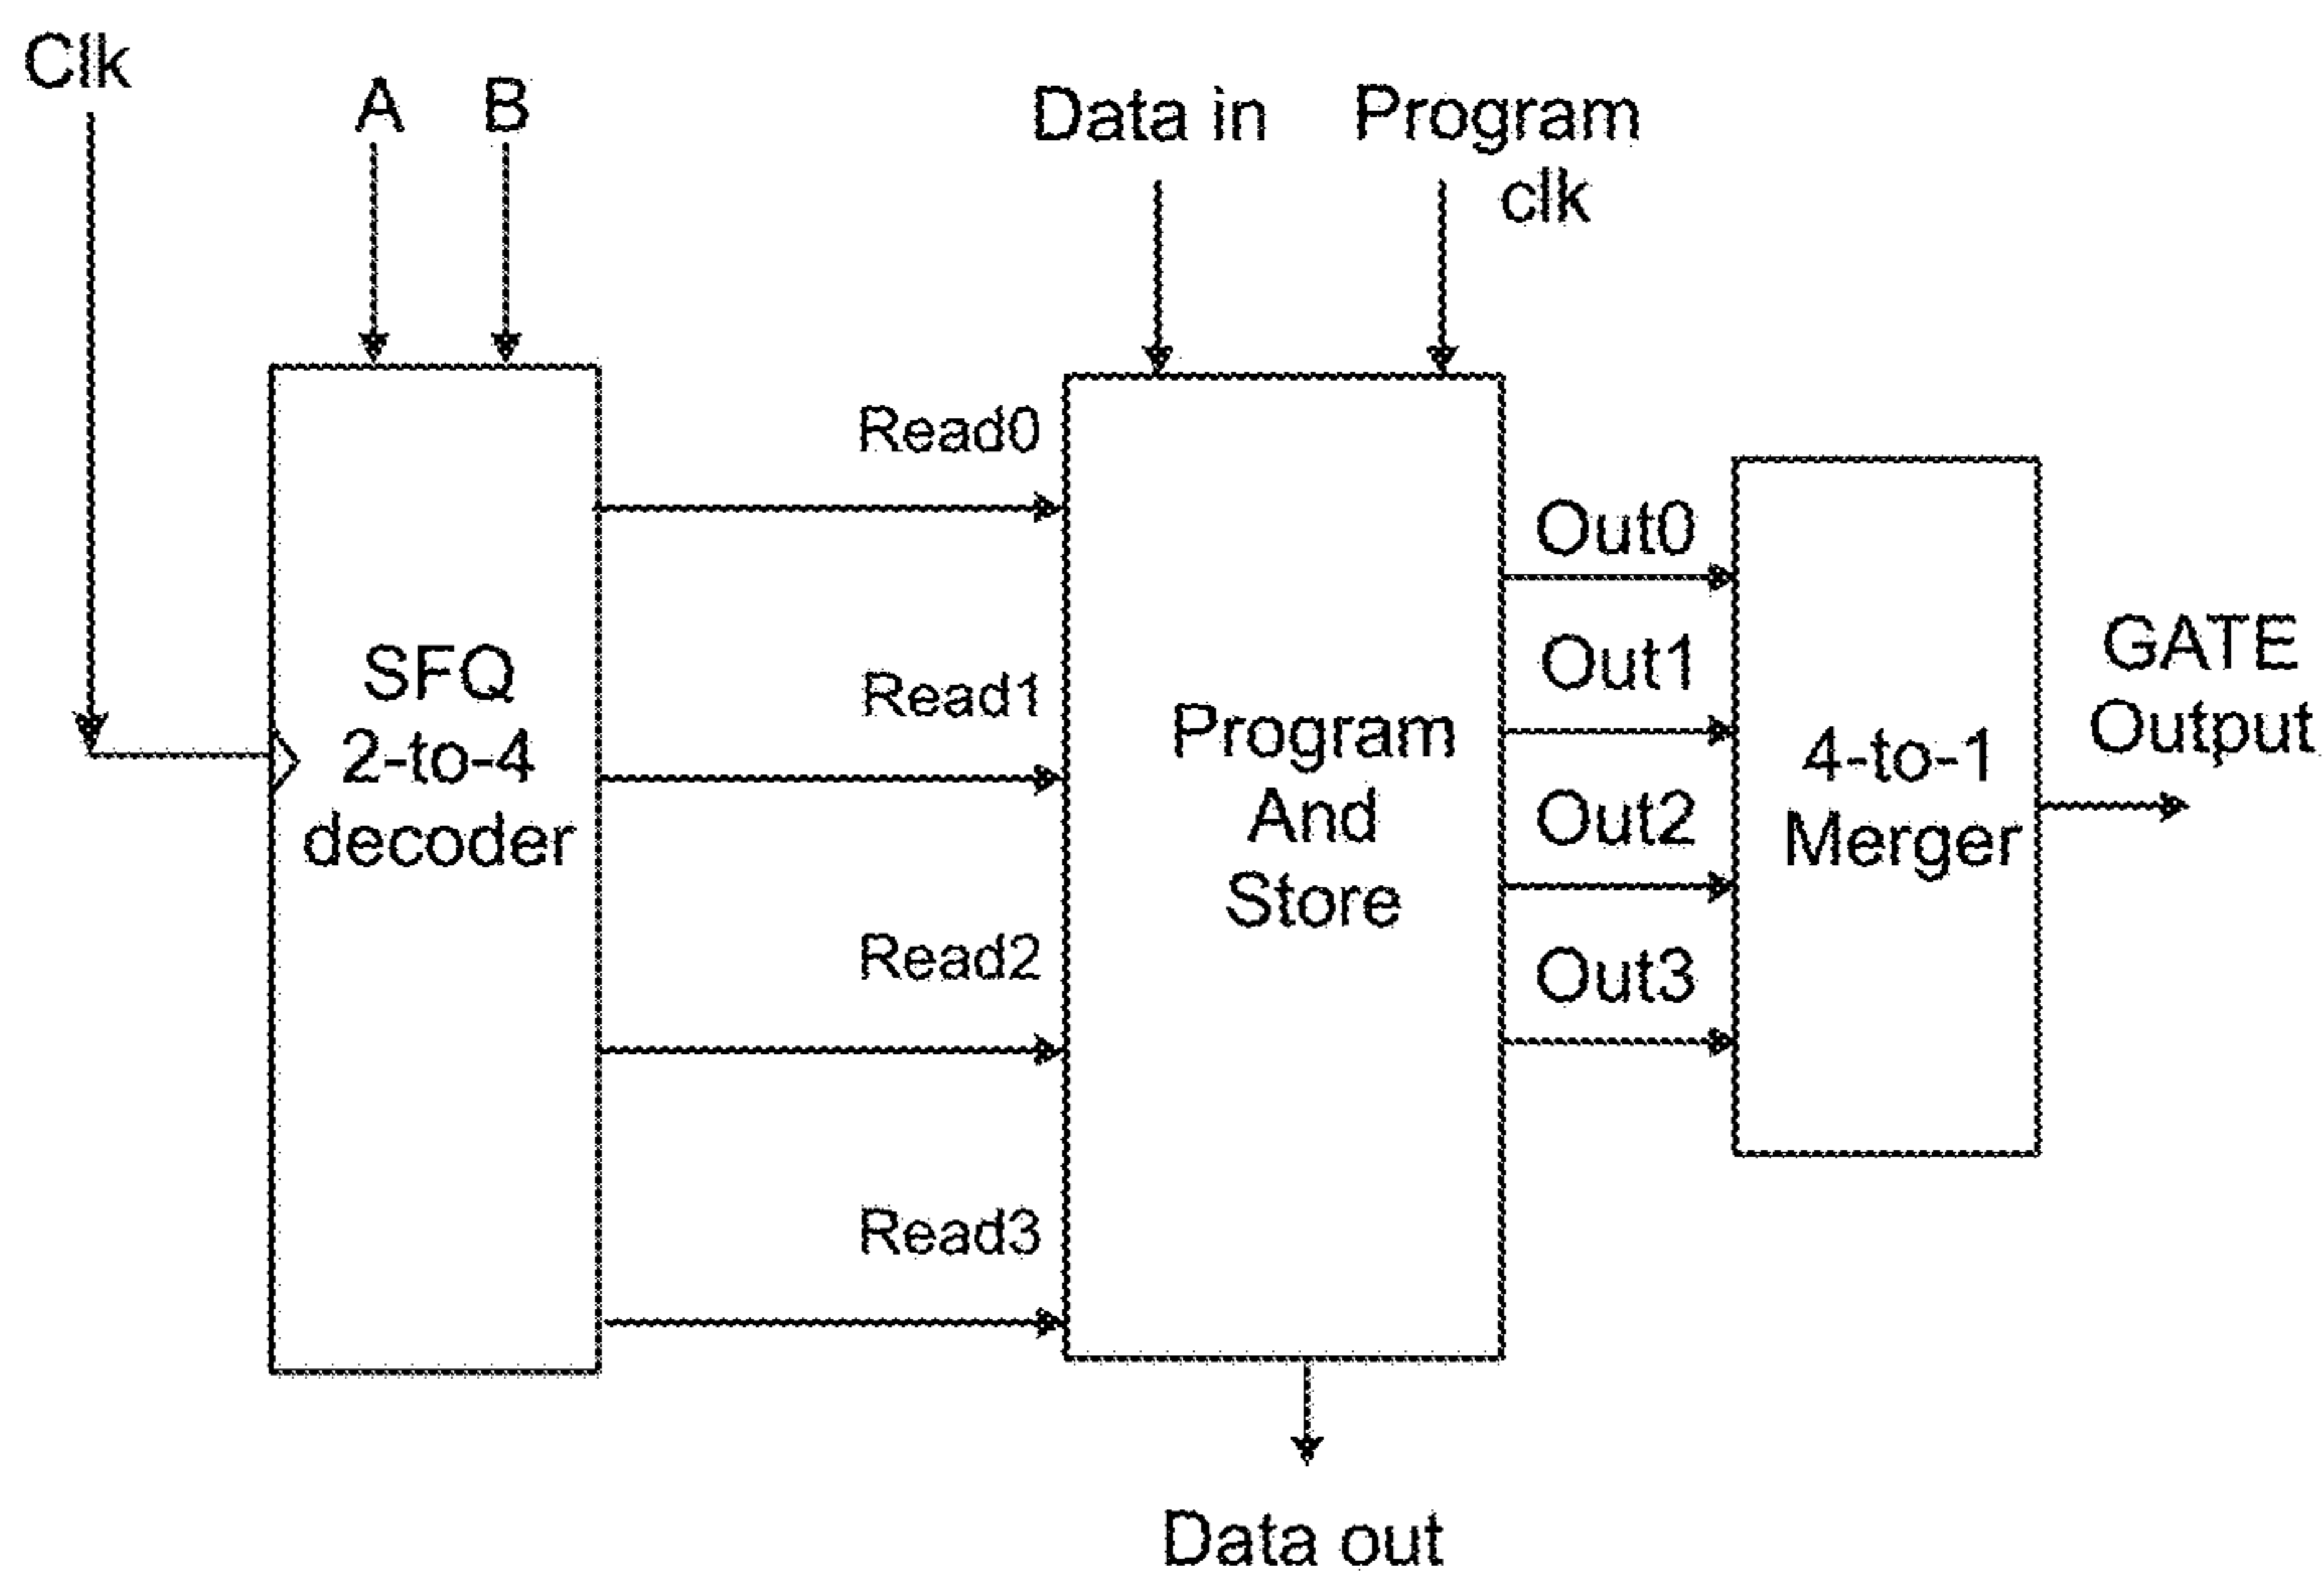 Clk
A
B
Data in
Program
clk
Read0
Read1
Read2
Read3
SFQ
2-to-4
decoder
Program
And
Store
Out0
Out1
Out2
Out3
4-to-1
Merger
GATE
Output
Data out